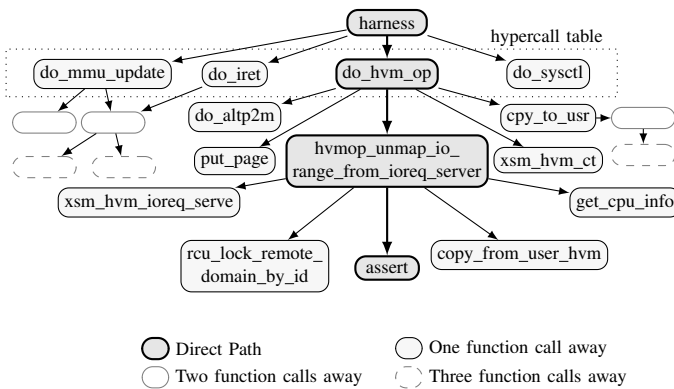 harness
hypercall table
do_mmu_update
do_iret
do_hvm_op
do_sysctl
do_altp2m
cpy_to_usr
put_page
hvmop_unmap_io_
range_from_ioreq_server
xsm_hvm_ct
xsm_hvm_ioreq_serve
get_cpu_info
rcu_lock_remote_
domain_by_id
assert
copy_from_user_hvm
Direct Path
One function call away
Two function calls away
Three function calls away